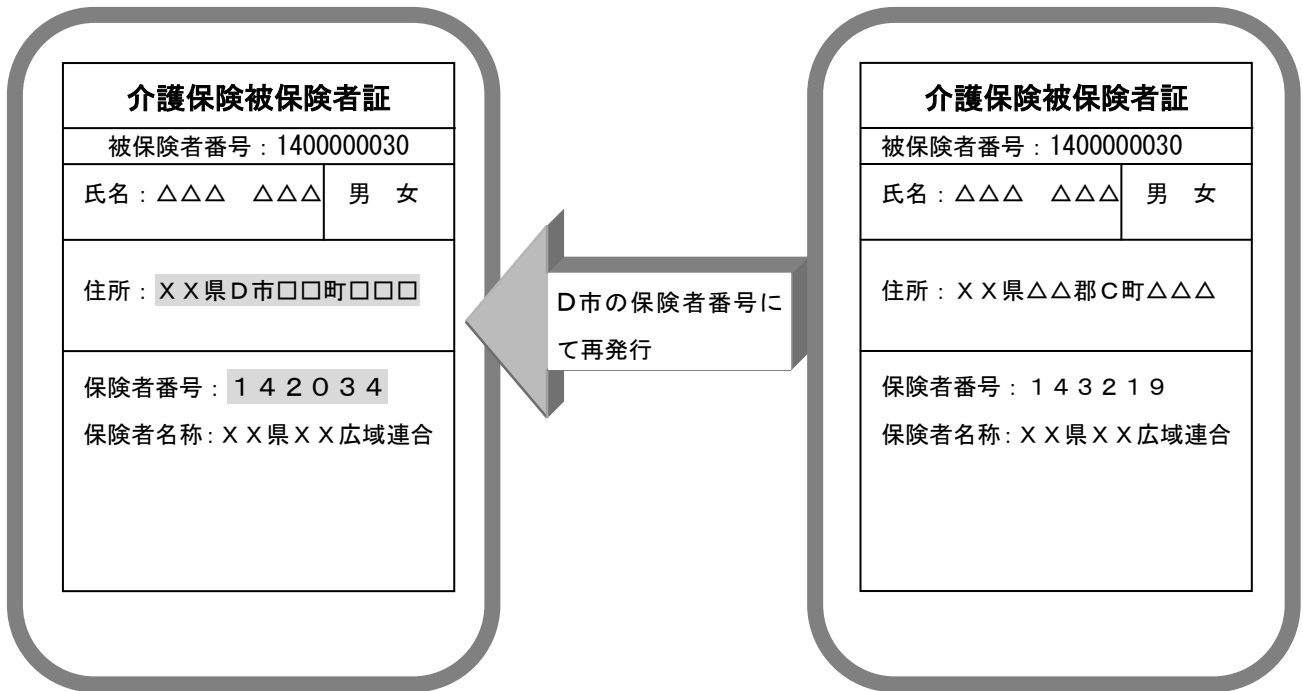 介護保険被保険者証
被保険者番号：1400000030
氏名：△△△　△△△
男　女
住所：ＸＸ県Ｄ市□□町□□□
保険者番号：１４２０３４
保険者名称：ＸＸ県ＸＸ広域連合
Ｄ市の保険者番号に
て再発行
介護保険被保険者証
被保険者番号：1400000030
氏名：△△△　△△△
男　女
住所：ＸＸ県△△郡Ｃ町△△△
保険者番号：１４３２１９
保険者名称：ＸＸ県ＸＸ広域連合